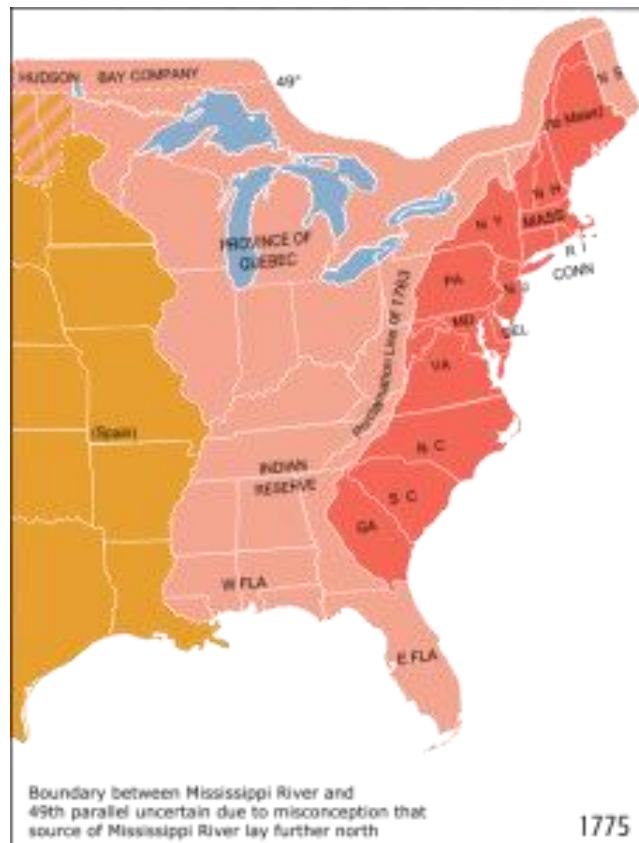 HUDSON BAY COMPANY
49°
N S
(to Mass)
N H
N Y
MASS
R I
CONN
PROVINCE OF
QUEBEC
PA
N J
MD
DEL
Proclamation Line of 1763
VA
(Spain)
N C
INDIAN
RESERVE
S C
GA
W FLA
E FLA
Boundary between Mississippi River and
49th parallel uncertain due to misconception that
source of Mississippi River lay further north
1775